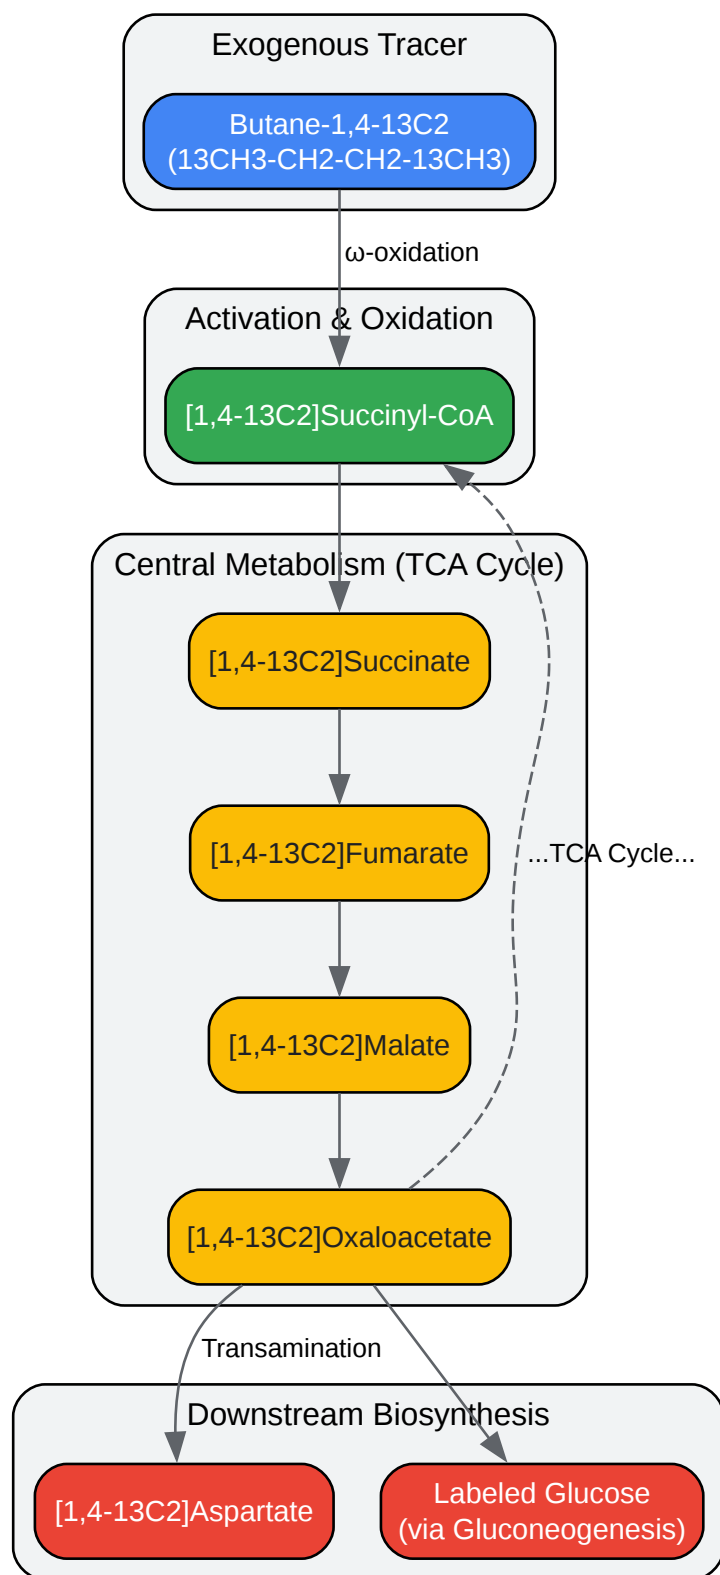 Exogenous Tracer
Butane-1,4-13C2
(13CH3-CH2-CH2-13CH3)
ω-oxidation
Activation & Oxidation
[1,4-13C2]Succinyl-CoA
Central Metabolism (TCA Cycle)
[1,4-13C2]Succinate
[1,4-13C2]Fumarate
...TCA Cycle...
[1,4-13C2]Malate
[1,4-13C2]Oxaloacetate
Transamination
Downstream Biosynthesis
[1,4-13C2]Aspartate
Labeled Glucose
(via Gluconeogenesis)